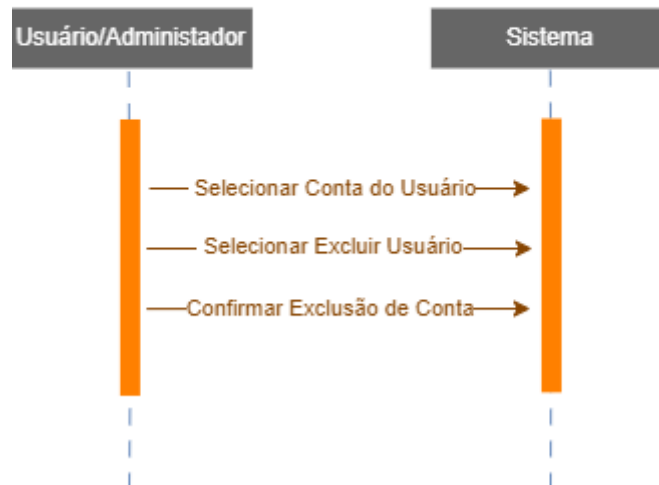 Usuário/Administador
Sistema
Selecionar Conta do Usuário
Selecionar Excluir Usuário
Confirmar Exclusão de Conta